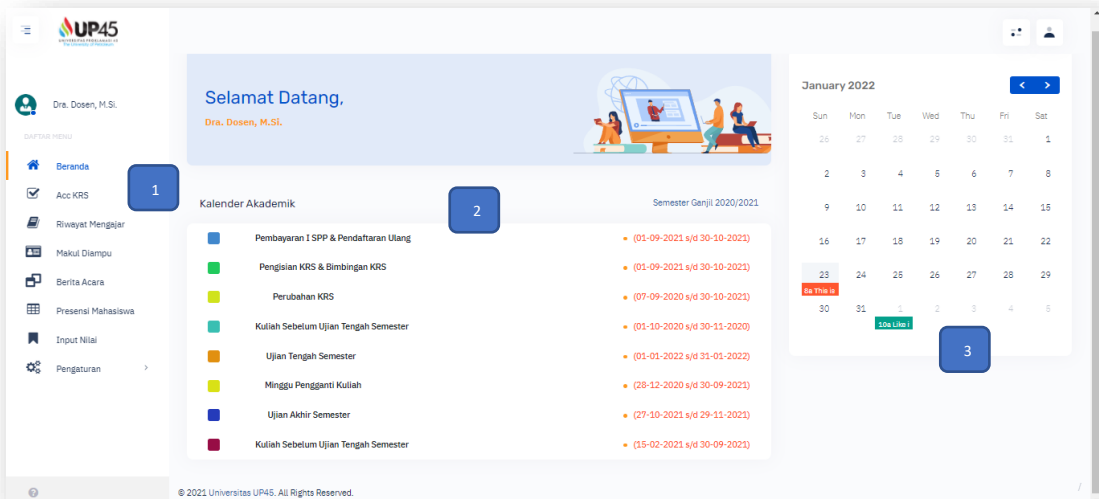 UP45
UNIVERSITAS PROKLAMASI 45
The University of Petroleum
Dra. Dosen, M.Si.
DAFTAR MENU
Beranda
Acc KRS
Riwayat Mengajar
Makul Diampu
Berita Acara
Presensi Mahasiswa
Input Nilai
Pengaturan
1
Selamat Datang,
Dra. Dosen, M.Si.
Kalender Akademik
2
Semester Ganjil 2020/2021
Pembayaran I SPP & Pendaftaran Ulang (01-09-2021 s/d 30-10-2021)
Pengisian KRS & Bimbingan KRS (01-09-2021 s/d 30-10-2021)
Perubahan KRS (07-09-2020 s/d 30-10-2021)
Kuliah Sebelum Ujian Tengah Semester (01-10-2020 s/d 30-11-2020)
Ujian Tengah Semester (01-01-2022 s/d 31-01-2022)
Minggu Pengganti Kuliah (28-12-2020 s/d 30-09-2021)
Ujian Akhir Semester (27-10-2021 s/d 29-11-2021)
Kuliah Sebelum Ujian Tengah Semester (15-02-2021 s/d 30-09-2021)
January 2022
Sun Mon Tue Wed Thu Fri Sat
26 27 28 29 30 31 1
2 3 4 5 6 7 8
9 10 11 12 13 14 15
16 17 18 19 20 21 22
23 24 25 26 27 28 29
8a This is
30 31 1 2 3 4 5
10a Like i
3
© 2021 Universitas UP45. All Rights Reserved.